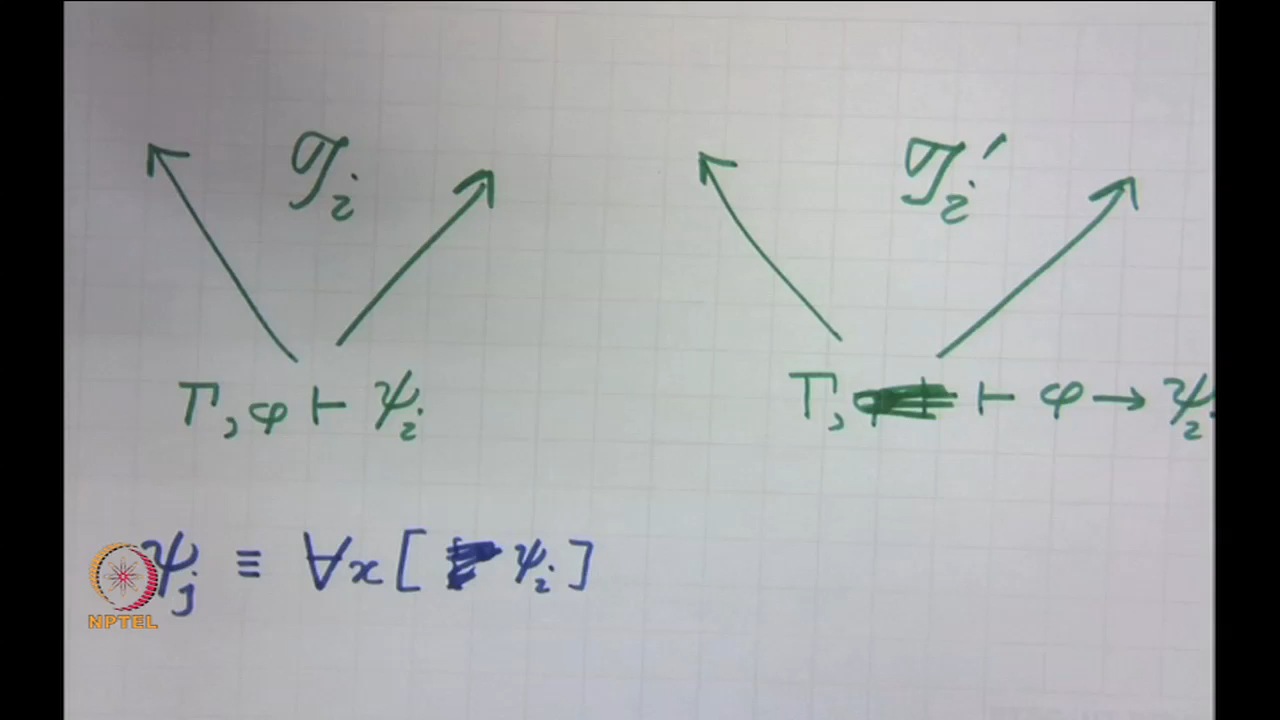 𝒯ᵢ 𝒯ᵢ′
Γ, φ ⊢ ψᵢ Γ, ⊢ φ → ψᵢ
ψⱼ ≡ ∀x [ ψᵢ ]
NPTEL